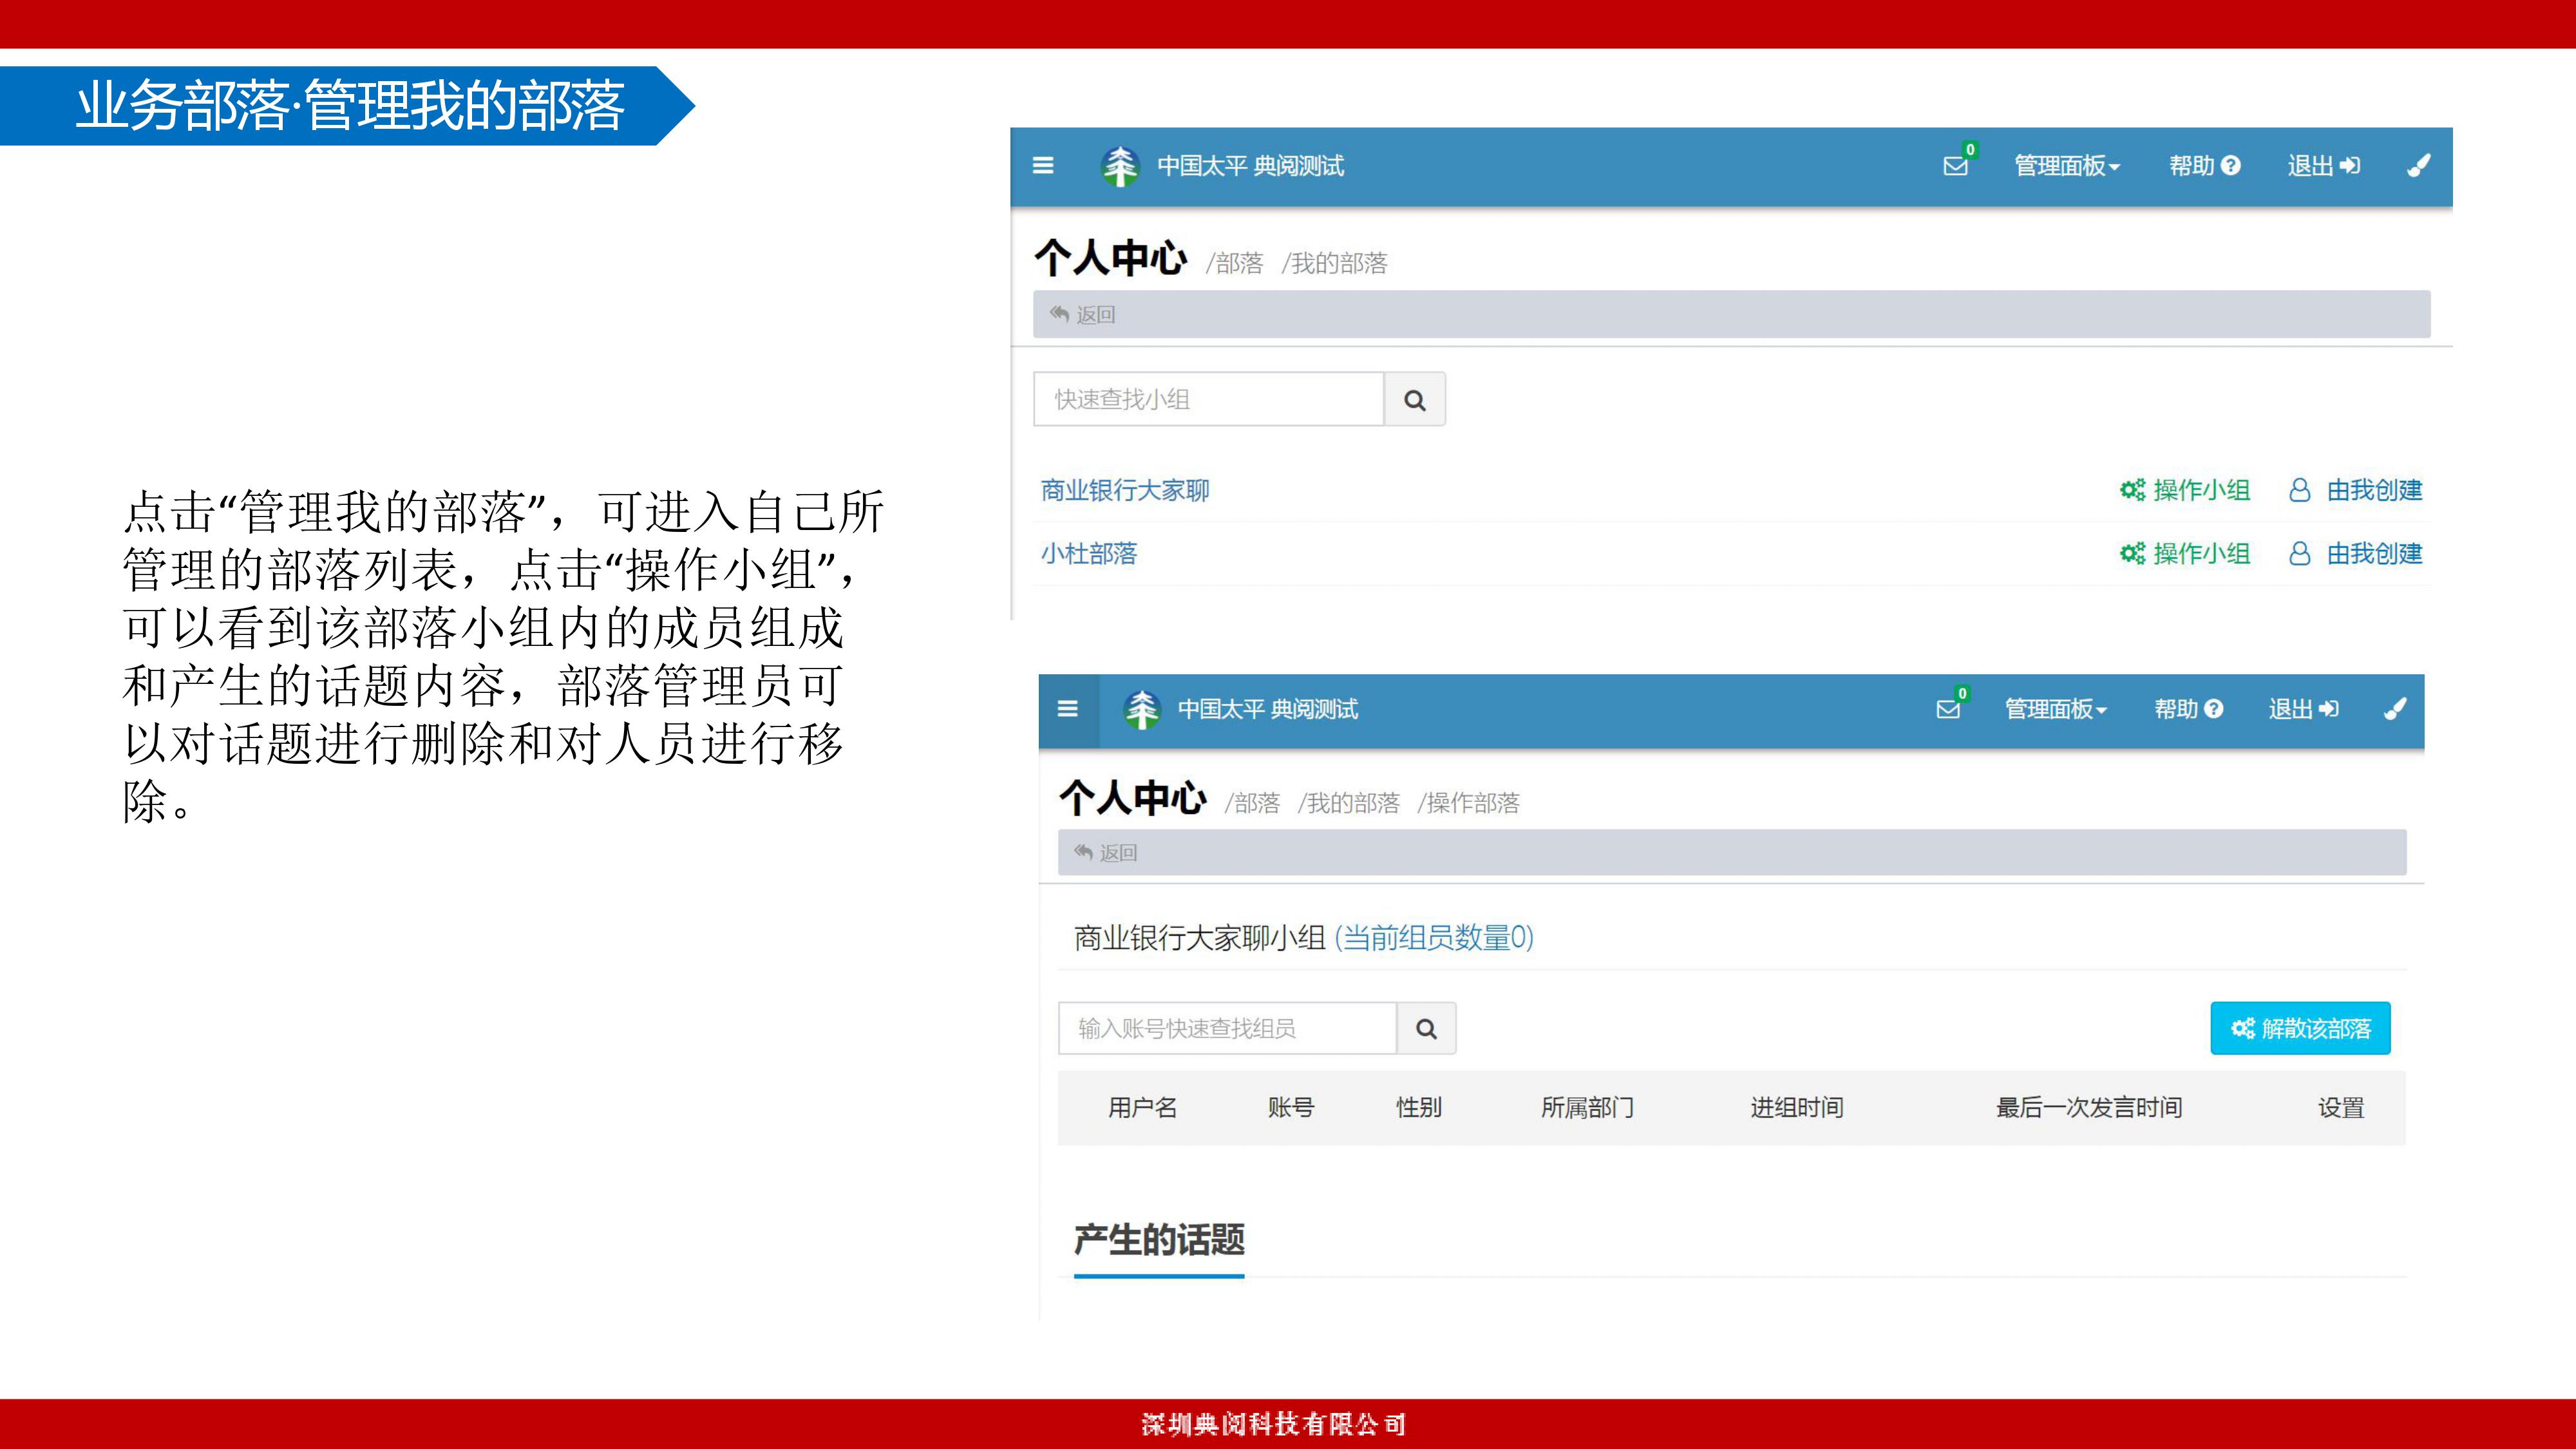 业务部落·管理我的部落
点击“管理我的部落”，可进入自己所
管理的部落列表，点击“操作小组”，
可以看到该部落小组内的成员组成
和产生的话题内容，部落管理员可
以对话题进行删除和对人员进行移
除。
中国太平 典阅测试 0 管理面板 帮助 退出
个人中心 /部落 /我的部落
返回
快速查找小组
商业银行大家聊 操作小组 由我创建
小杜部落 操作小组 由我创建
中国太平 典阅测试 0 管理面板 帮助 退出
个人中心 /部落 /我的部落 /操作部落
返回
商业银行大家聊小组 (当前组员数量0)
输入账号快速查找组员 解散该部落
用户名 账号 性别 所属部门 进组时间 最后一次发言时间 设置
产生的话题
深圳典阅科技有限公司